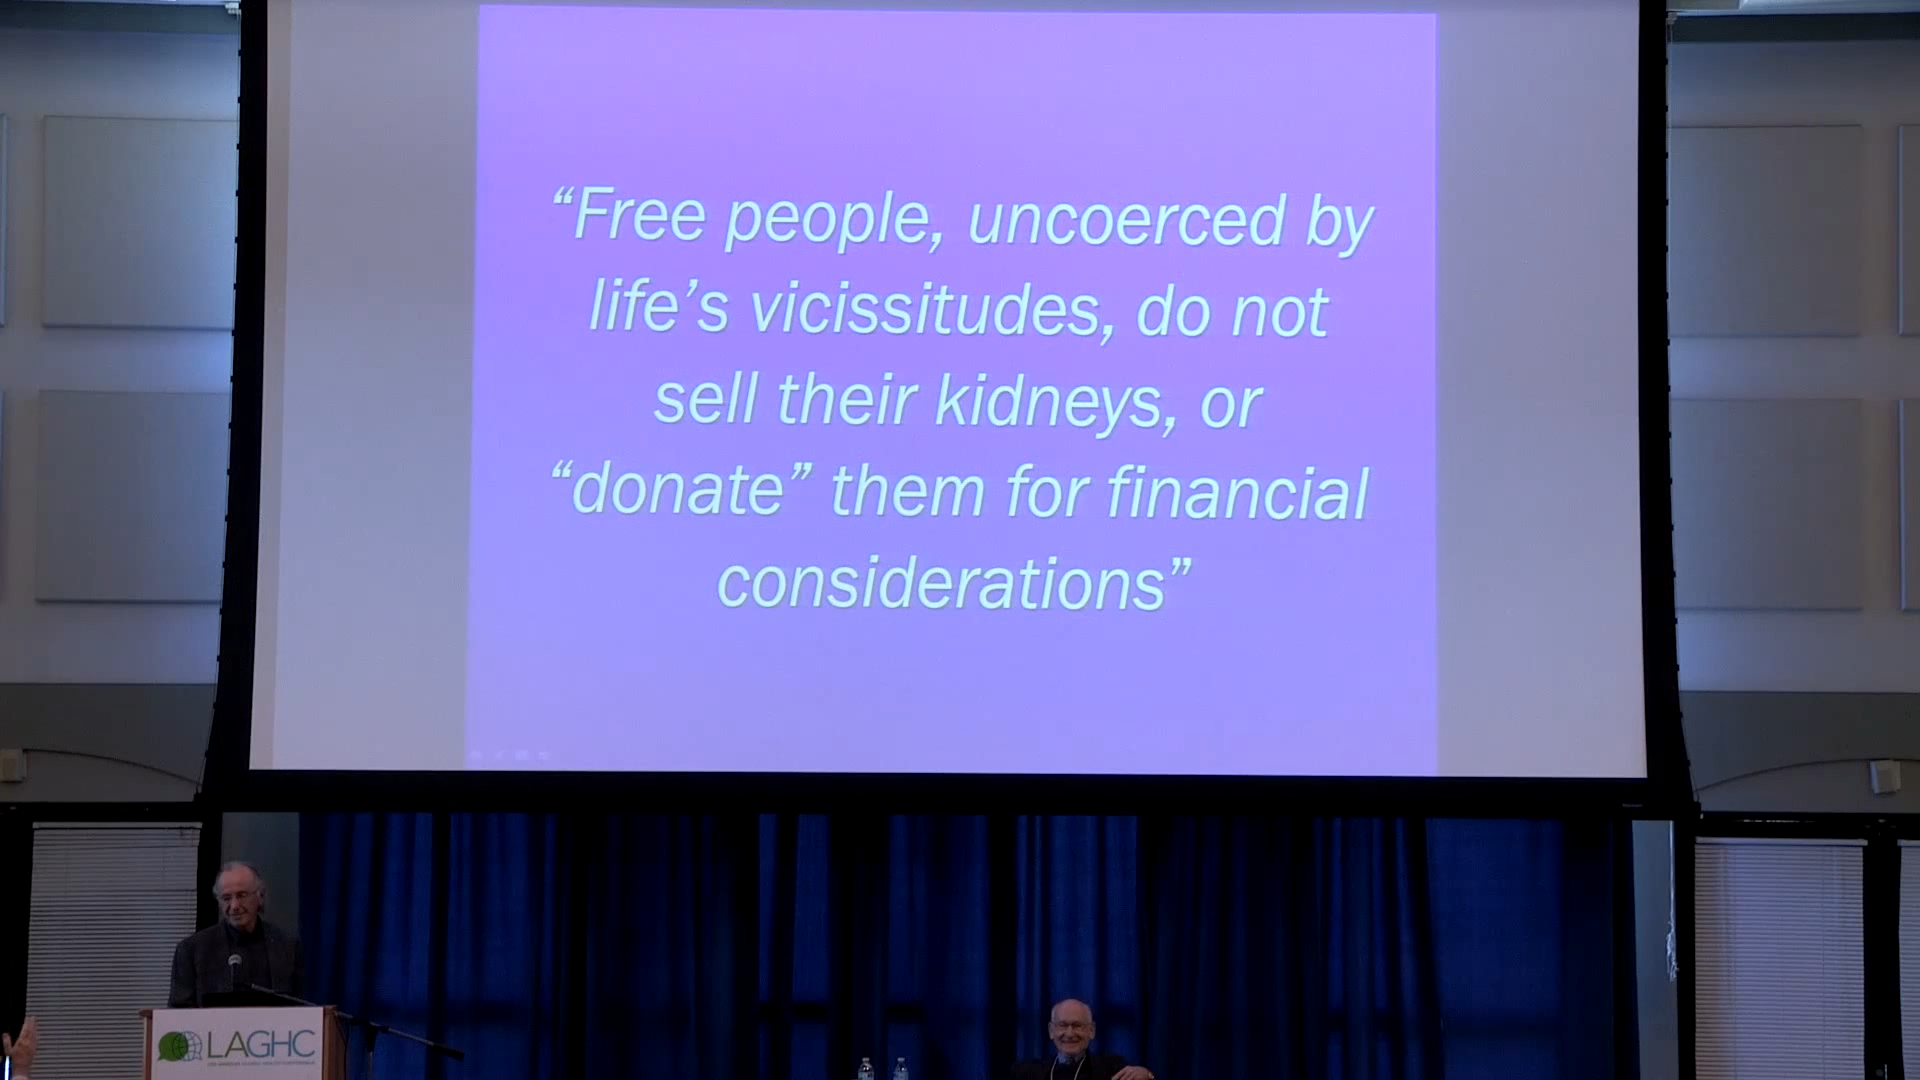 “Free people, uncoerced by
life’s vicissitudes, do not
sell their kidneys, or
“donate” them for financial
considerations”
LAGHC